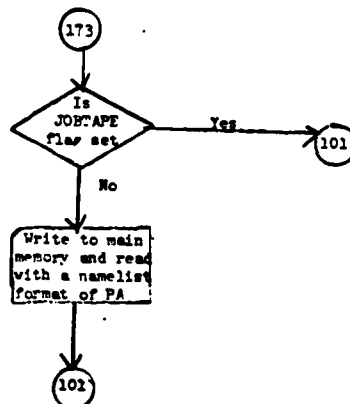 173
Is
JOBTAPE
flag set
Yes
101
No
Write to main
memory and read
with a namelist
format of PA
102